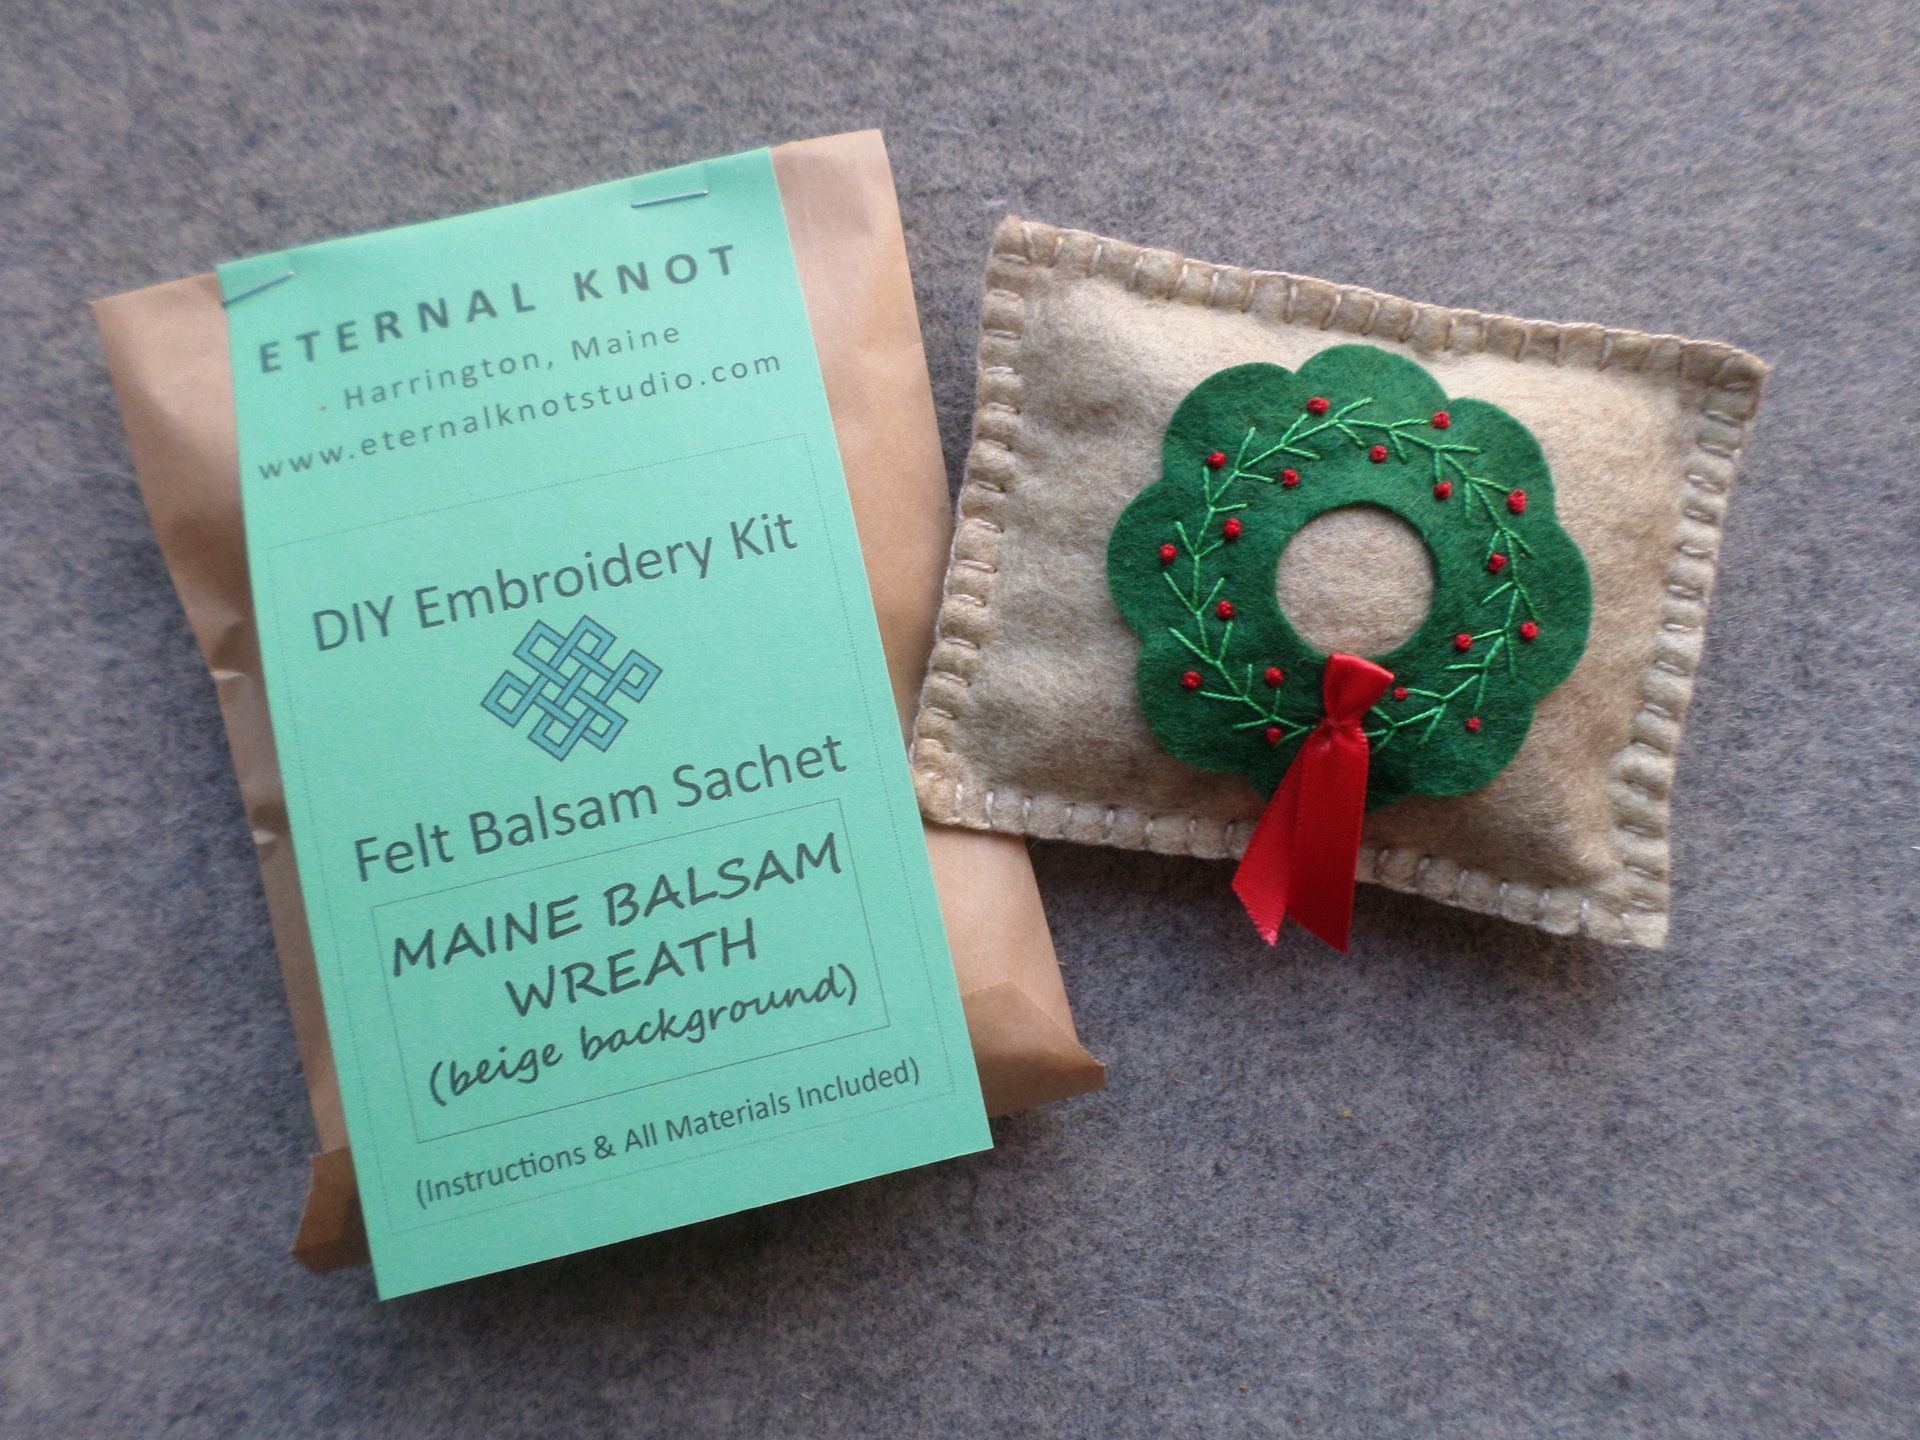 ETERNAL KNOT
Harrington, Maine
www.eternalknotstudio.com
DIY Embroidery Kit
Felt Balsam Sachet
MAINE BALSAM
WREATH
(beige background)
(Instructions & All Materials Included)